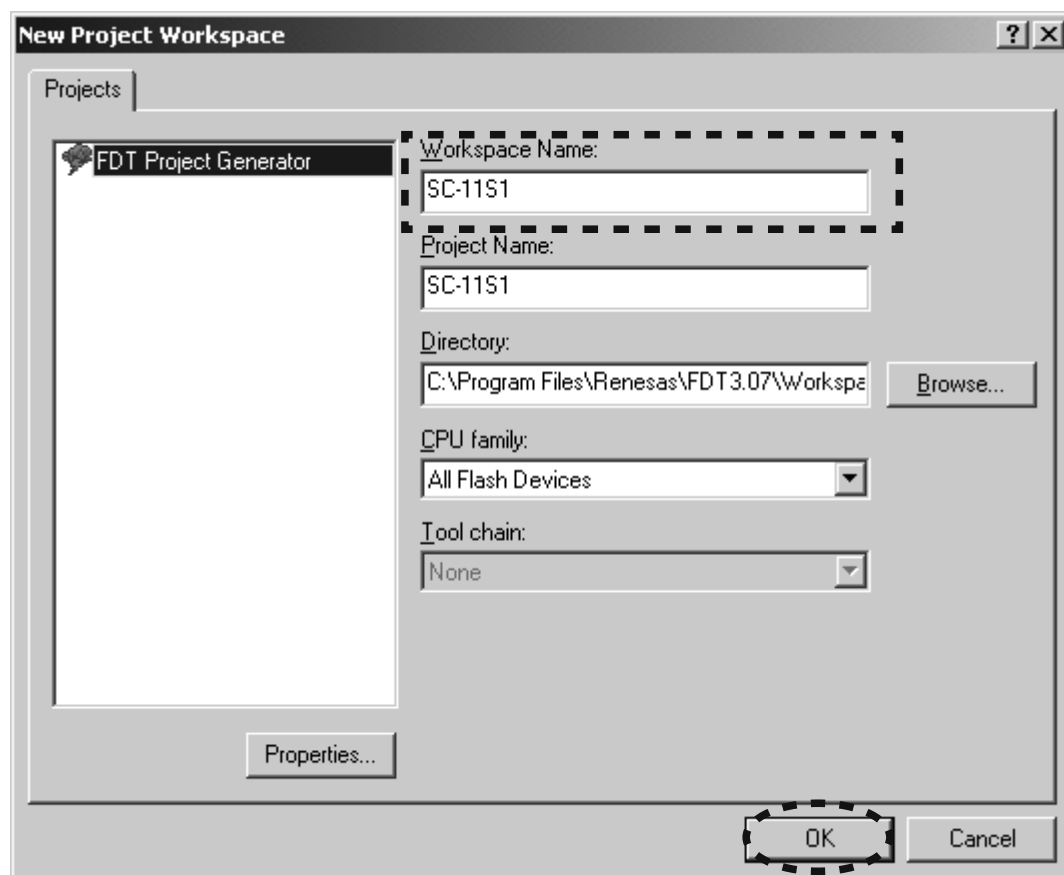 New Project Workspace
Projects
FDT Project Generator
Workspace Name:
SC-11S1
Project Name:
SC-11S1
Directory:
C:\Program Files\Renesas\FDT3.07\Workspa
Browse...
CPU family:
All Flash Devices
Tool chain:
None
Properties...
OK
Cancel